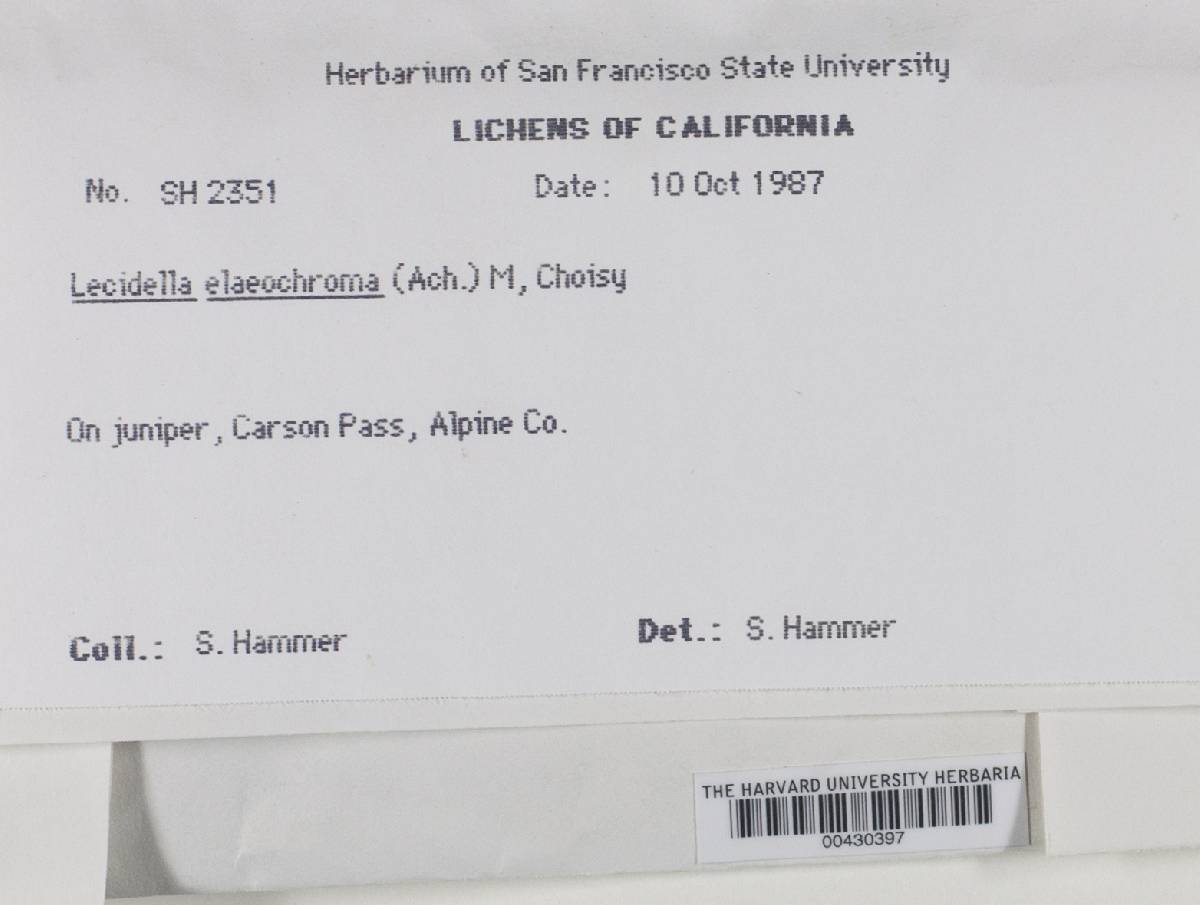 Herbarium of San Francisco State University
LICHENS OF CALIFORNIA
No. SH 2351 Date: 10 Oct 1987
Lecidella elaeochroma (Ach.) M, Choisy
On juniper, Carson Pass, Alpine Co.
Coll.: S. Hammer Det.: S. Hammer
THE HARVARD UNIVERSITY HERBARIA
00430397